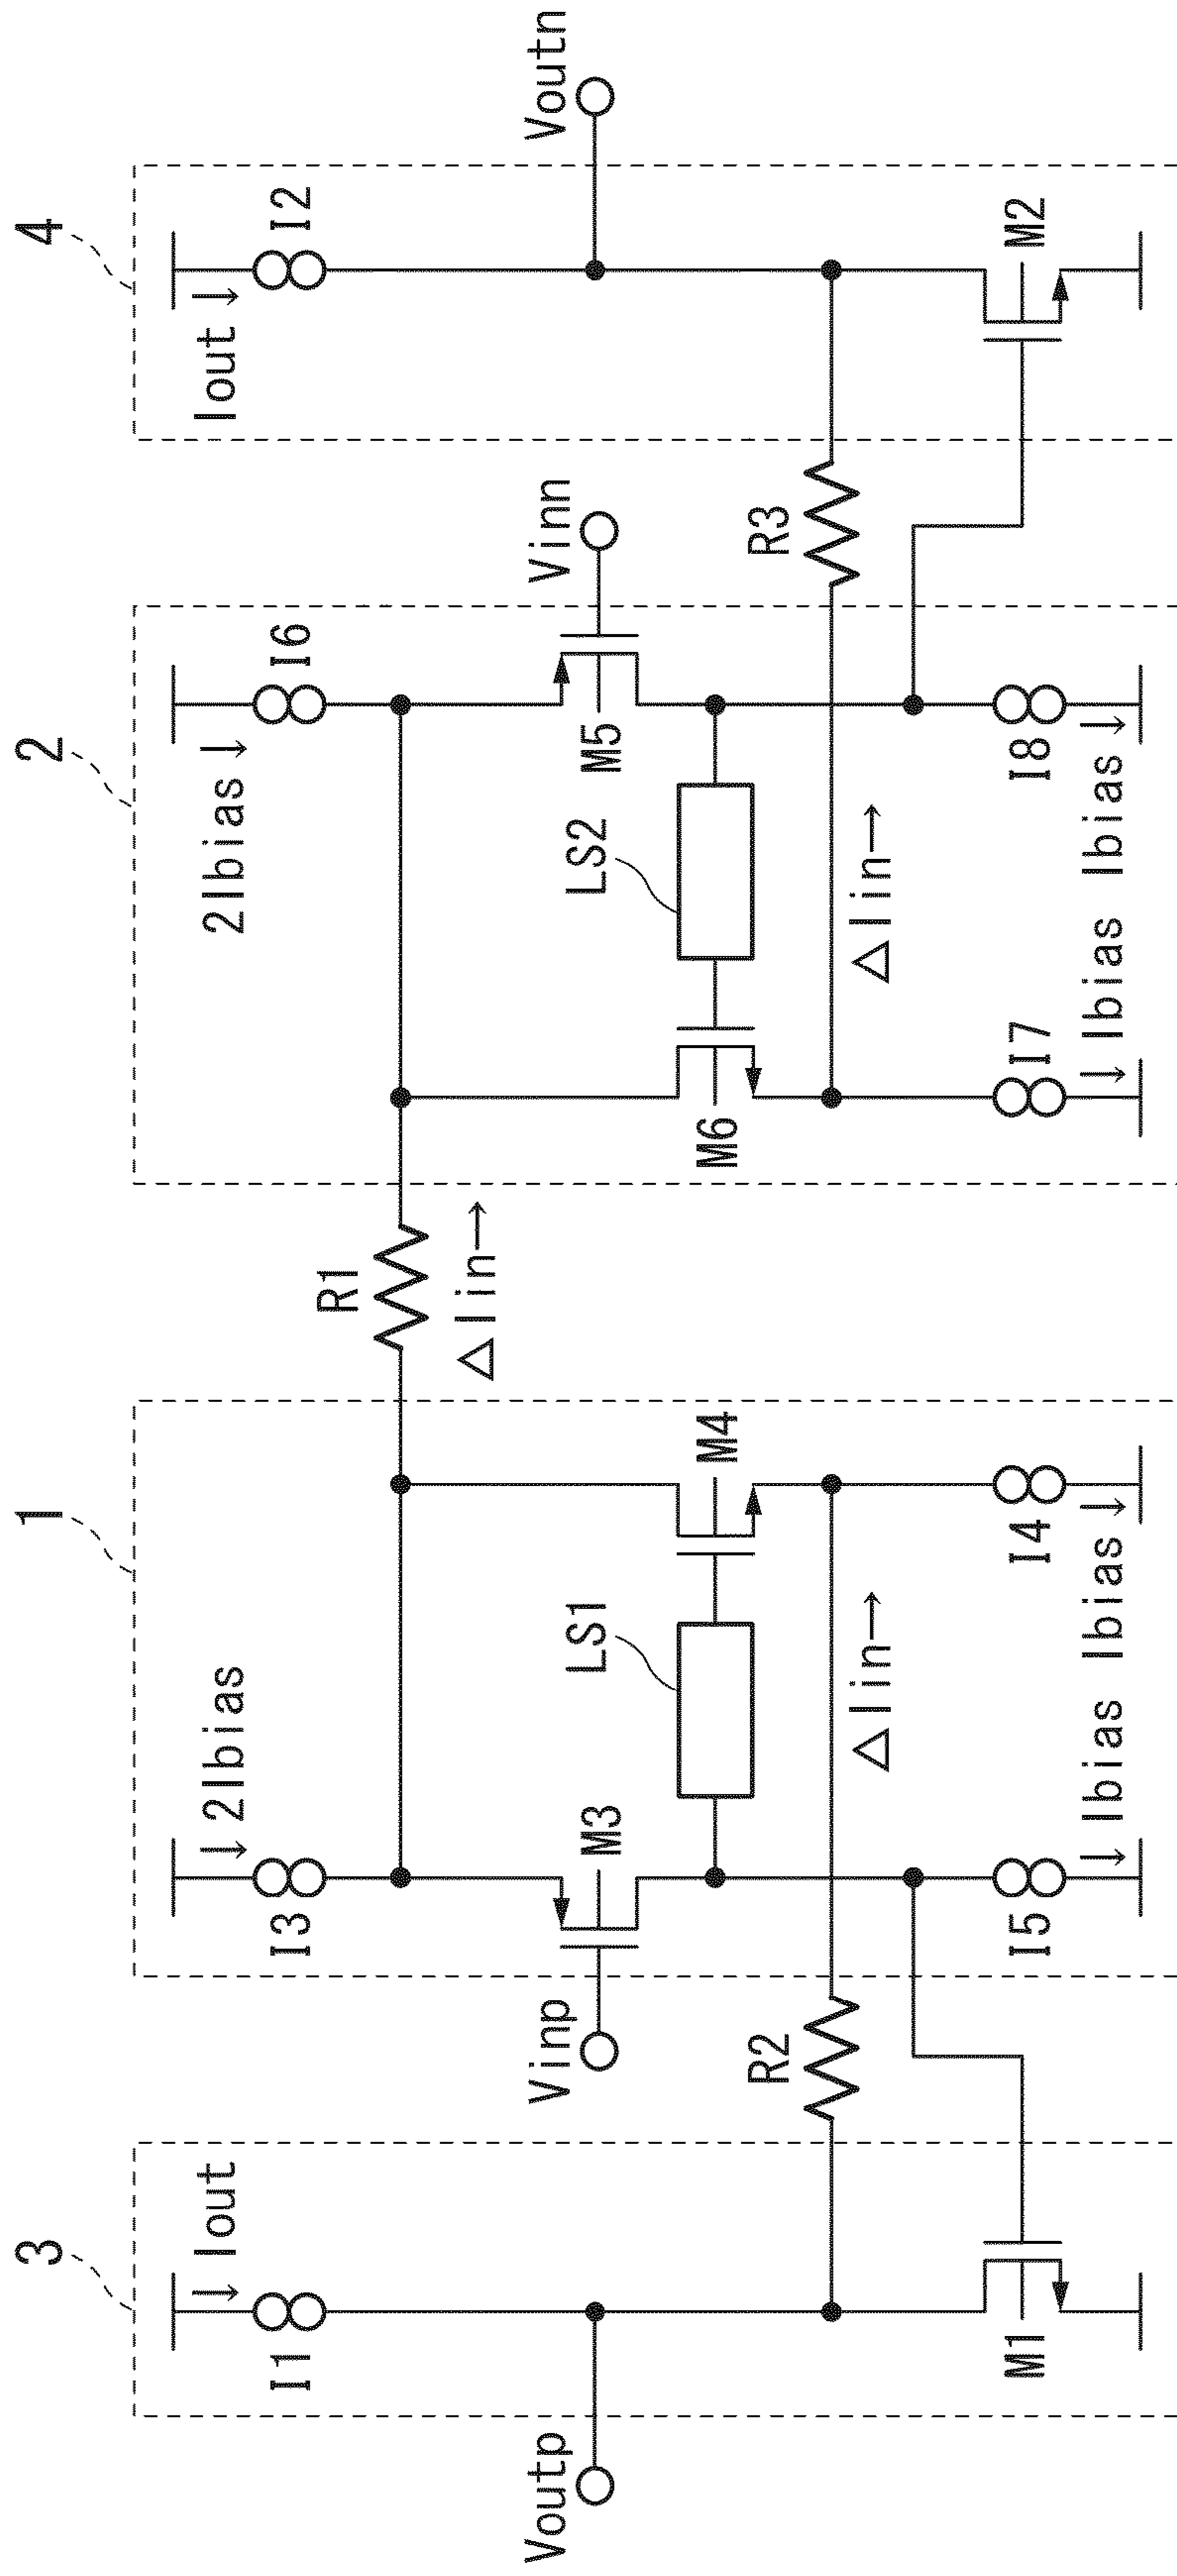 3
1
2
4
I1
Iout
I3
2Ibias
R1
2Ibias
I6
Iout
I2
Voutp
Vinp
M3
LS1
M4
ΔIin→
M6
LS2
M5
Vinn
Voutn
R2
ΔIin→
ΔIin→
R3
M1
I5
Ibias
I4
Ibias
I7
Ibias
I8
Ibias
M2